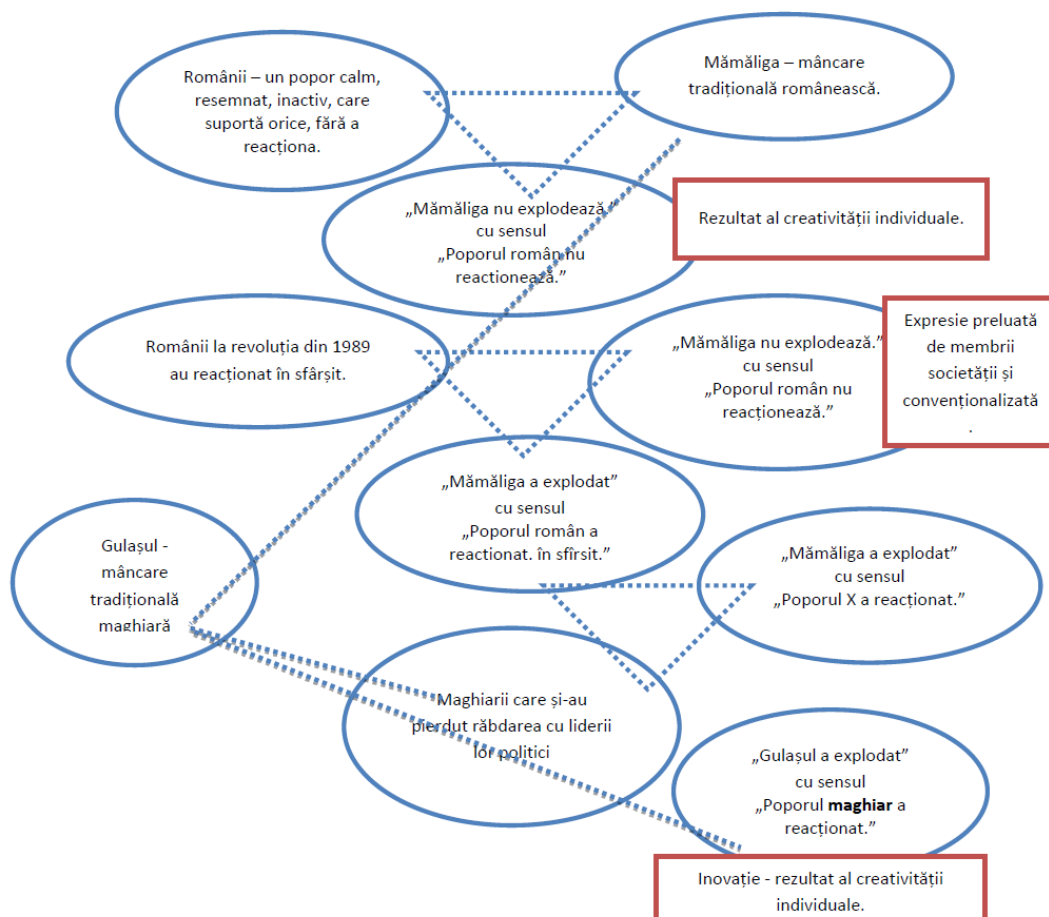 Românii – un popor calm,
resemnat, inactiv, care
suportă orice, fără a
reacționa.
Mămăliga – mâncare
tradițională românească.
„Mămăliga nu explodează.”
cu sensul
„Poporul român nu
reactionează.”
Rezultat al creativității individuale.
Românii la revoluția din 1989
au reacționat în sfârșit.
„Mămăliga nu explodează.”
cu sensul
„Poporul român nu
reacționează.”
Expresie preluată
de membrii
societății și
convenționalizată
.
„Mămăliga a explodat”
cu sensul
„Poporul român a
reactionat. în sfîrsit.”
Gulașul -
mâncare
tradițională
maghiară
„Mămăliga a explodat”
cu sensul
„Poporul X a reacționat.”
Maghiarii care și-au
pierdut răbdarea cu liderii
lor politici
„Gulașul a explodat”
cu sensul
„Poporul maghiar a
reacționat.”
Inovație - rezultat al creativității
individuale.